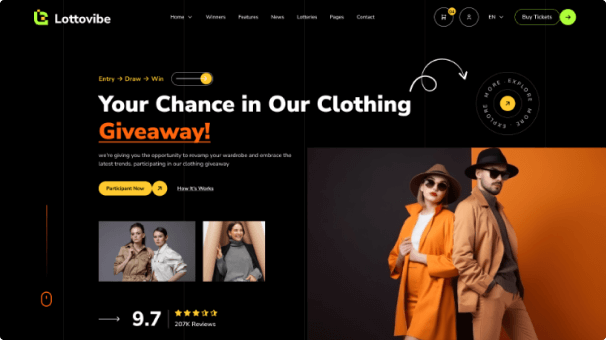 Lottovibe
Home Winners Features News Lotteries Pages Contact
EN
Buy Tickets
Entry → Draw → Win
Your Chance in Our Clothing
Giveaway!
we're giving you the opportunity to revamp your wardrobe and embrace the
latest trends. participating in our clothing giveaway
Participant Now
How It's Works
EXPLORE MORE EXPLORE MORE
9.7
207K Reviews